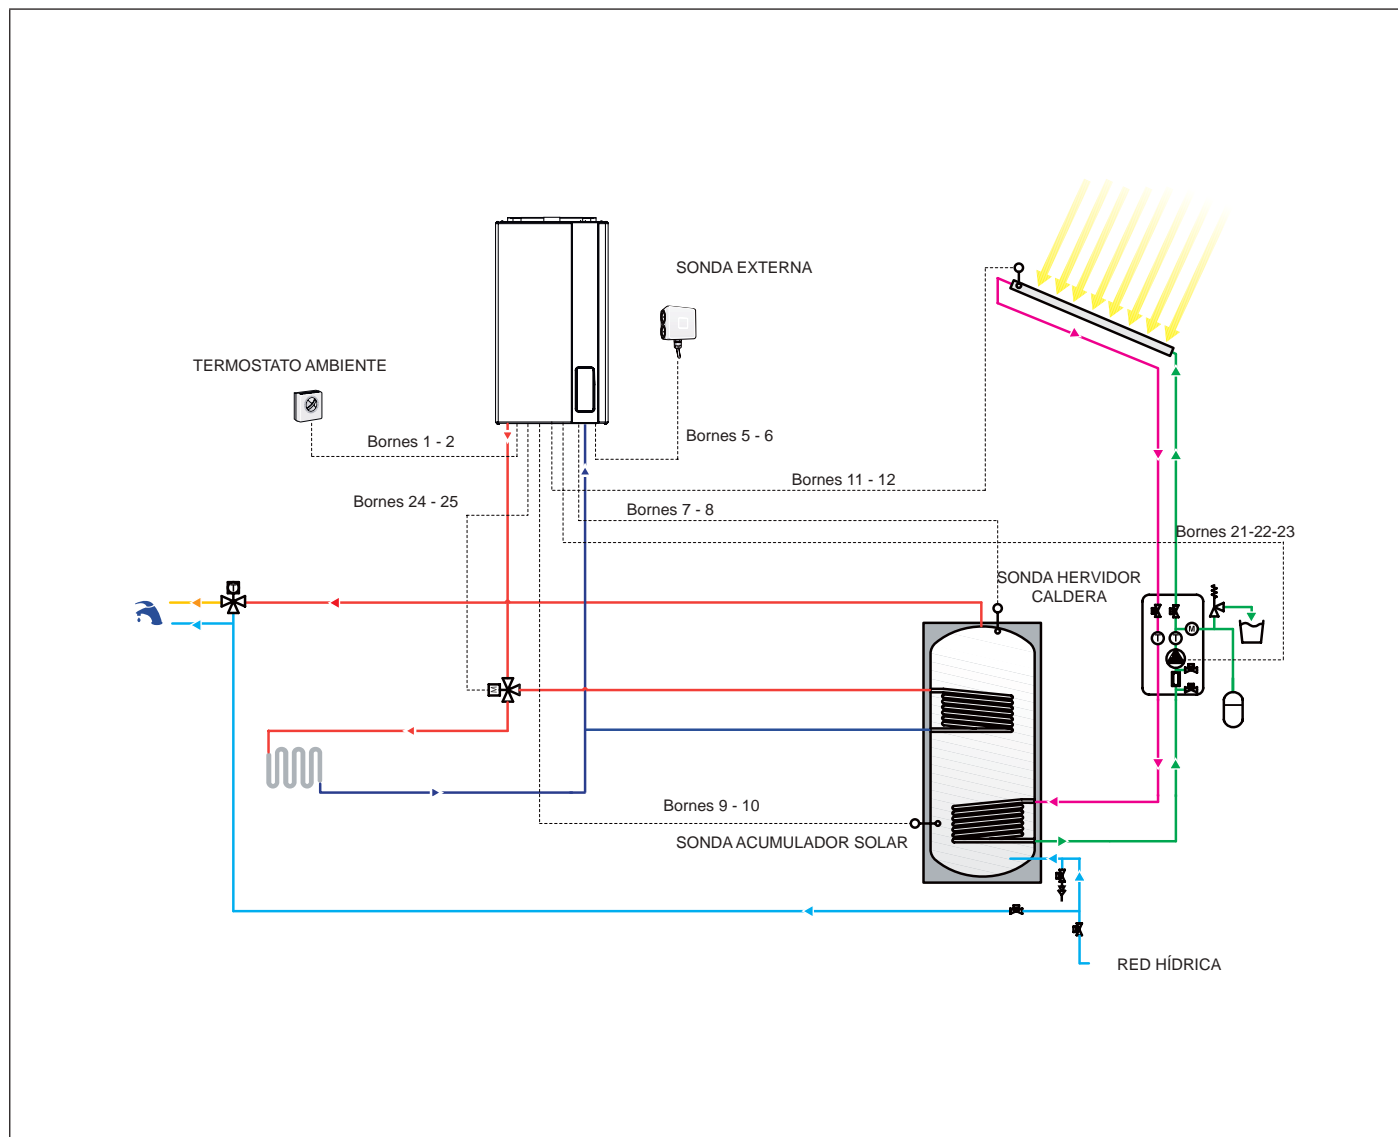 SONDA EXTERNA
TERMOSTATO AMBIENTE
Bornes 1 - 2
Bornes 5 - 6
Bornes 11 - 12
Bornes 24 - 25
Bornes 7 - 8
Bornes 21-22-23
SONDA HERVIDOR
CALDERA
M
T
T
M
Bornes 9 - 10
SONDA ACUMULADOR SOLAR
RED HÍDRICA